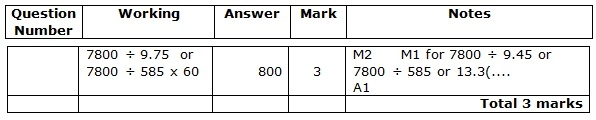 Question Number Working Answer Mark Notes
7800 ÷ 9.75 or M2 M1 for 7800 ÷ 9.45 or
7800 ÷ 585 x 60 800 3 7800 ÷ 585 or 13.3(....
A1
Total 3 marks